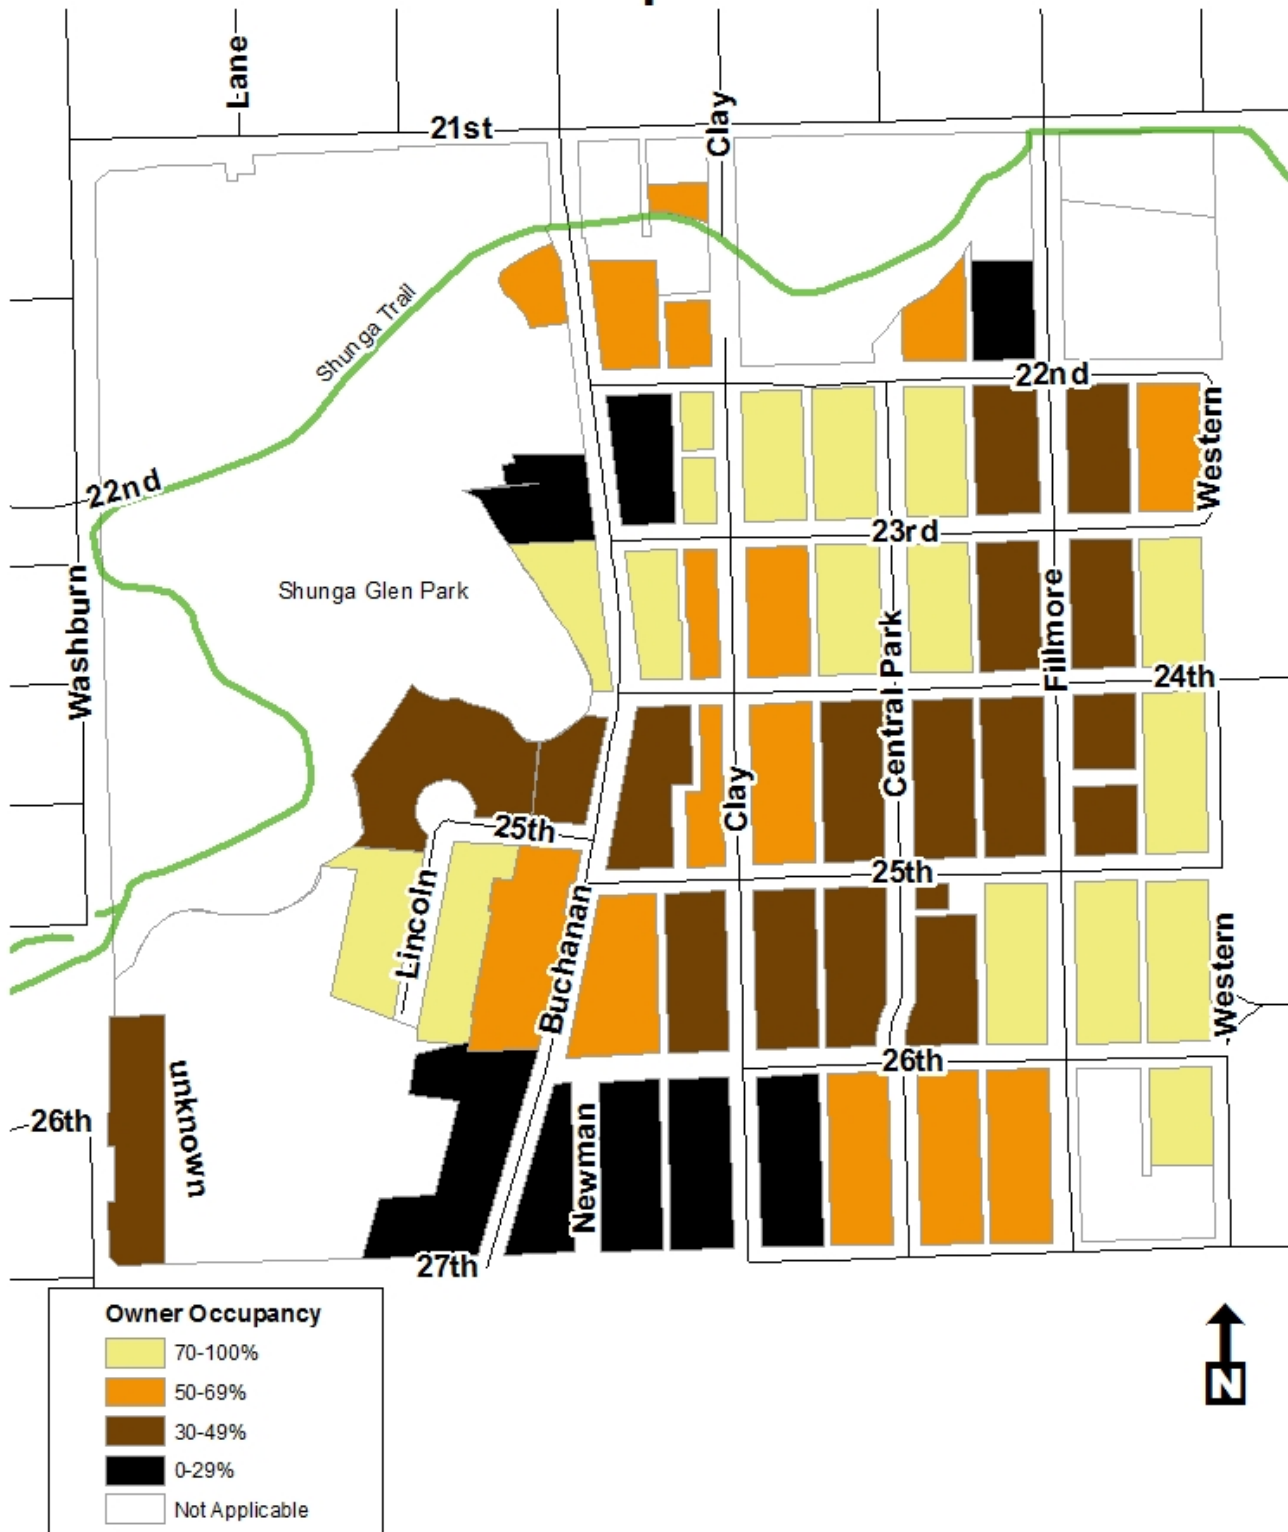 Lane
Clay
21st
Shunga Trail
22nd
Western
22nd
23rd
Shunga Glen Park
Washburn
Fillmore
Central Park
24th
Clay
25th
25th
Lincoln
Buchanan
Western
26th
26th
unknown
Newman
27th
Owner Occupancy
70-100%
50-69%
30-49%
0-29%
Not Applicable
N